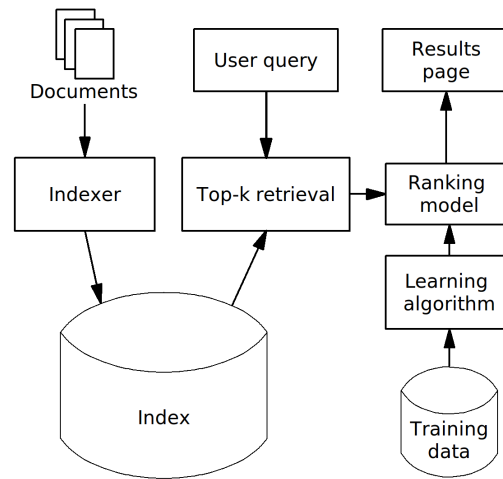 Documents
User query
Results
page
Indexer
Top-k retrieval
Ranking
model
Learning
algorithm
Index
Training
data